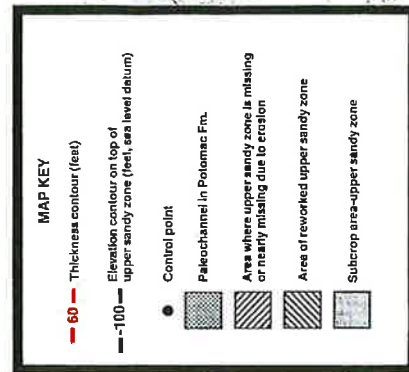 MAP KEY
60 Thickness contour (feet)
-100 Elevation contour on top of
upper sandy zone (feet, sea level datum)
Control point
Paleochannel in Potomac Fm.
Area where upper sandy zone is missing
or nearly missing due to erosion
Area of reworked upper sandy zone
Subcrop area-upper sandy zone